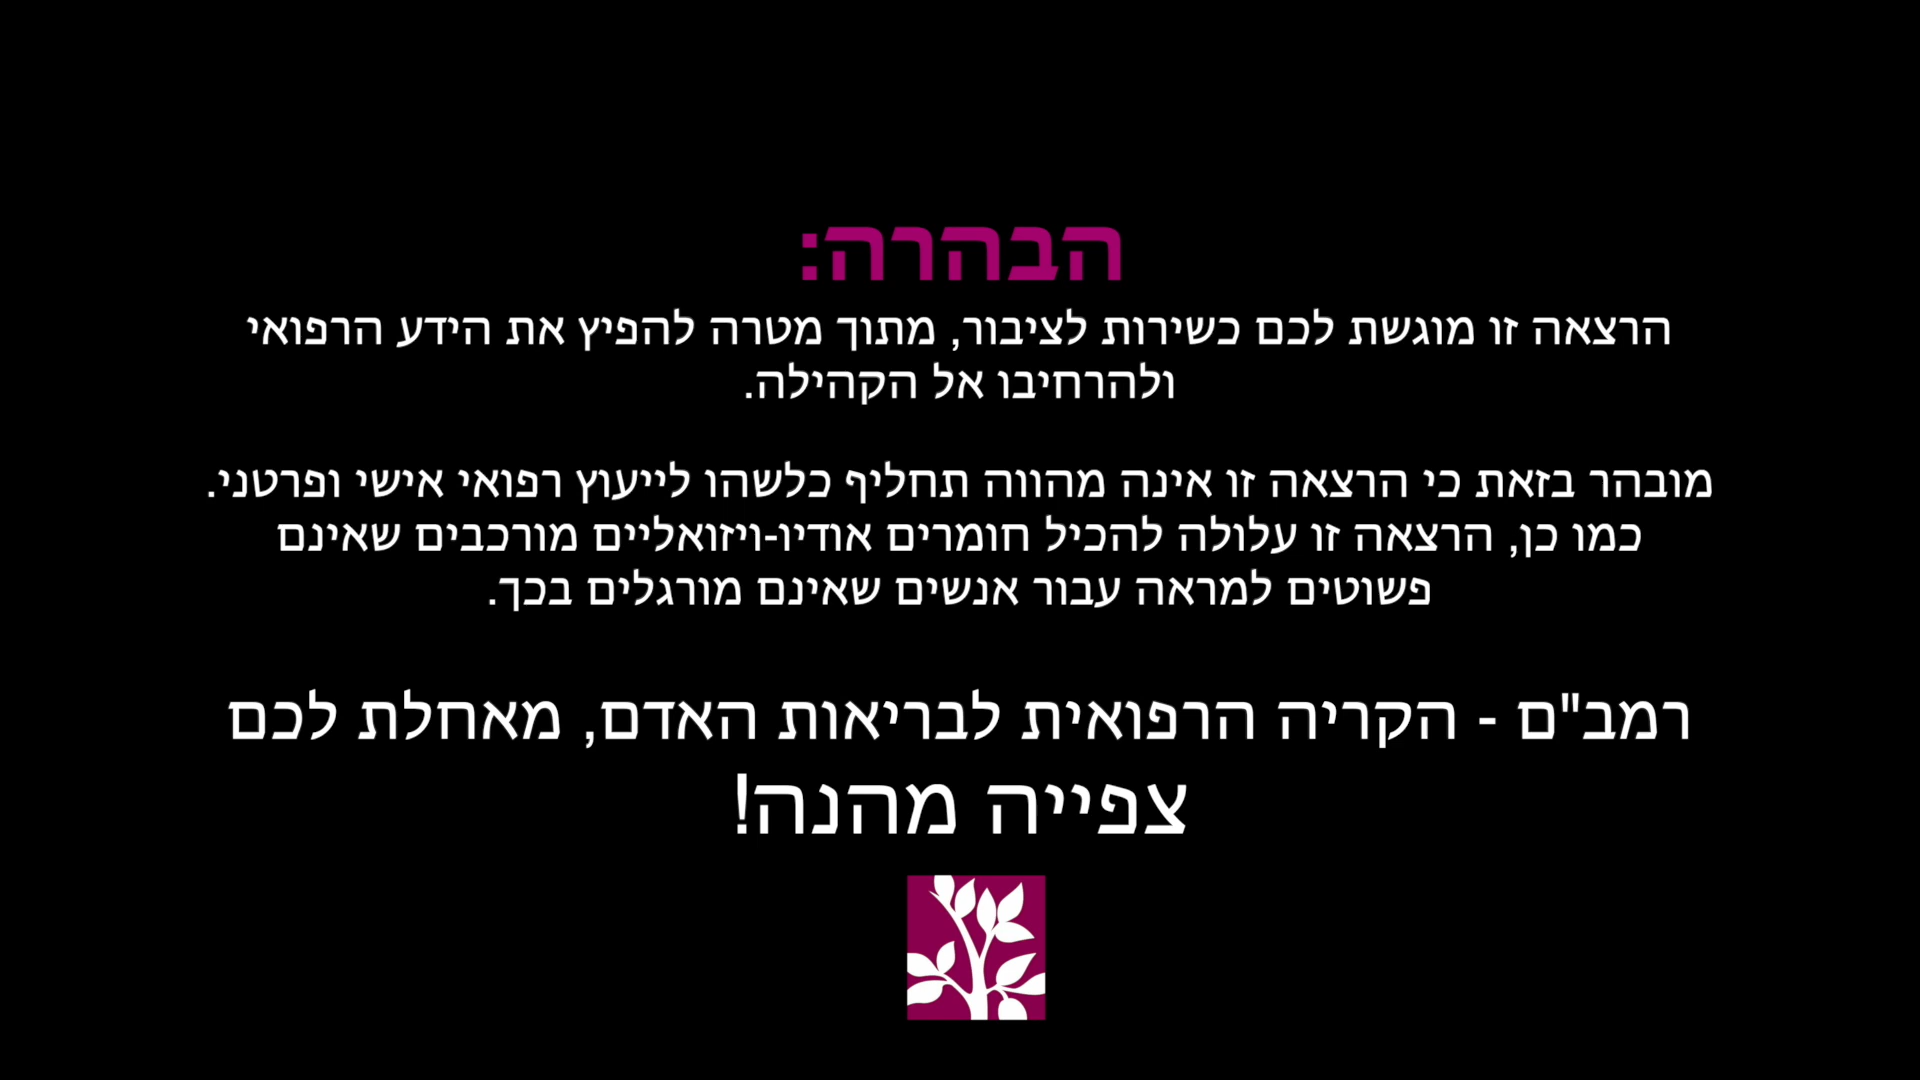 הבהרה:
הרצאה זו מוגשת לכם כשירות לציבור, מתוך מטרה להפיץ את הידע הרפואי
ולהרחיבו אל הקהילה.
מובהר בזאת כי הרצאה זו אינה מהווה תחליף כלשהו לייעוץ רפואי אישי ופרטני.
כמו כן, הרצאה זו עלולה להכיל חומרים אודיו-ויזואליים מורכבים שאינם
פשוטים למראה עבור אנשים שאינם מורגלים בכך.
רמב"ם - הקריה הרפואית לבריאות האדם, מאחלת לכם
צפייה מהנה!